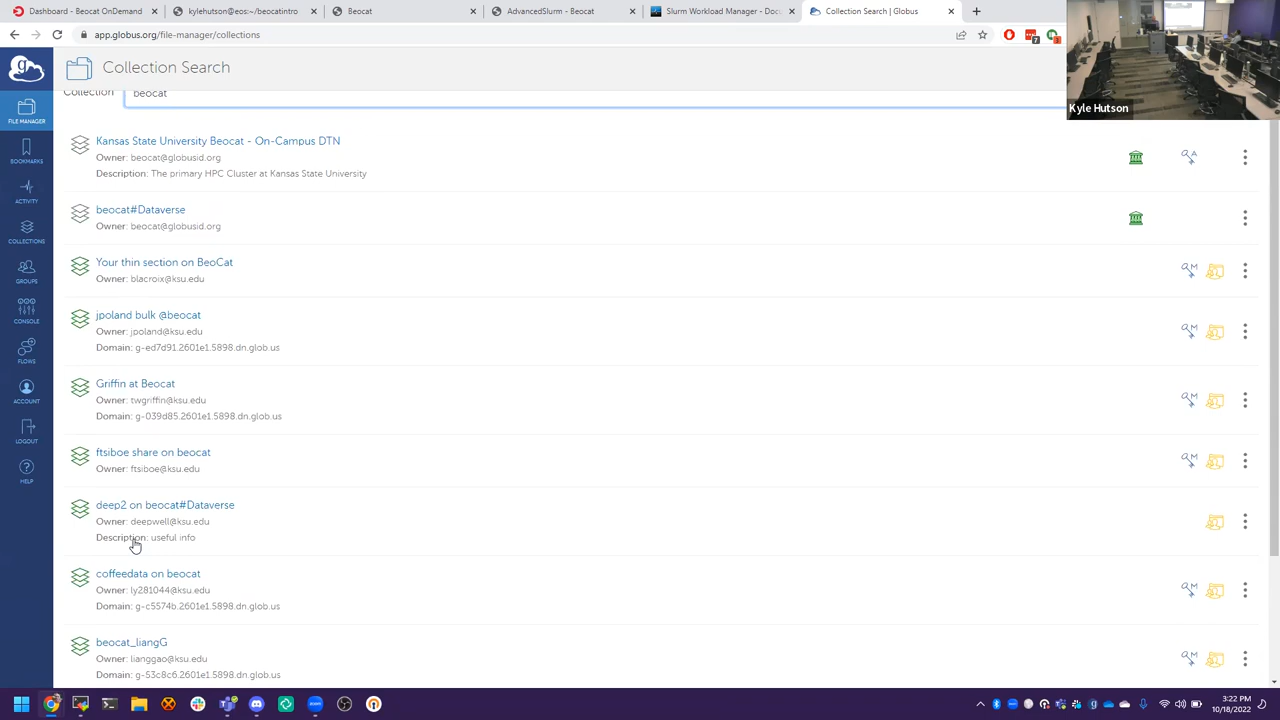 Dashboard - Beocat OnDemand
kylehutson@eos:~/beocatintro
Beocat
AdvancedSlurm - Beocat
Slurm Workload Manager - Docu
Collection Search | Globus
app.globus.org/file-manager/collections
Collection Search
Kyle Hutson
FILE MANAGER
BOOKMARKS
ACTIVITY
COLLECTIONS
GROUPS
CONSOLE
FLOWS
ACCOUNT
LOGOUT
HELP
Collection
beocat
Kansas State University Beocat - On-Campus DTN
Owner: beocat@globusid.org
Description: The primary HPC Cluster at Kansas State University
beocat#Dataverse
Owner: beocat@globusid.org
Your thin section on BeoCat
Owner: blacroix@ksu.edu
jpoland bulk @beocat
Owner: jpoland@ksu.edu
Domain: g-ed7d91.2601e1.5898.dn.glob.us
Griffin at Beocat
Owner: twgriffin@ksu.edu
Domain: g-039d85.2601e1.5898.dn.glob.us
ftsiboe share on beocat
Owner: ftsiboe@ksu.edu
deep2 on beocat#Dataverse
Owner: deepwell@ksu.edu
Description: useful info
coffeedata on beocat
Owner: ly281044@ksu.edu
Domain: g-c5574b.2601e1.5898.dn.glob.us
beocat_liangG
Owner: lianggao@ksu.edu
Domain: g-53c8c6.2601e1.5898.dn.glob.us
3:22 PM
10/18/2022